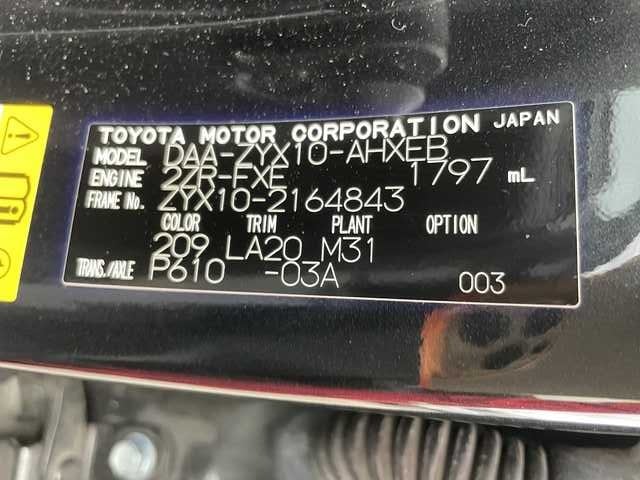 TOYOTA MOTOR CORPORATION JAPAN
MODEL DAA-ZYX10-AHXEB
ENGINE 2ZR-FXE 1797 mL
FRAME No. ZYX10-2164843
COLOR TRIM PLANT OPTION
209 LA20 M31
TRANS./AXLE P610 -03A 003